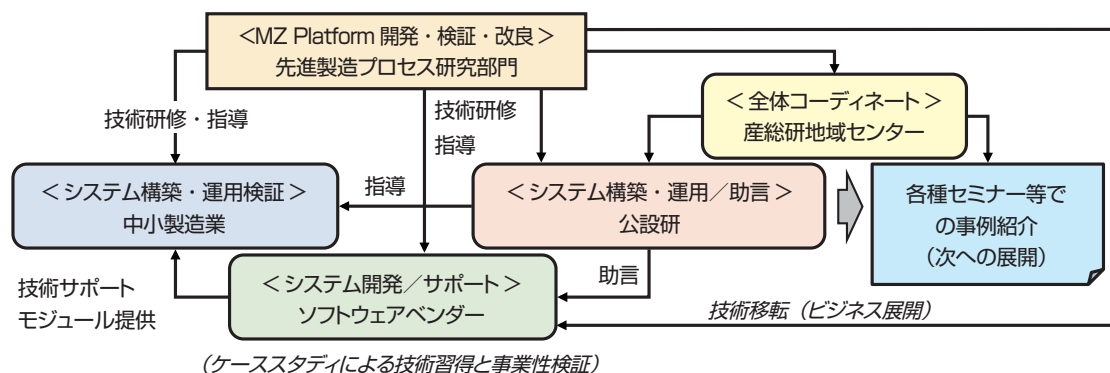 ＜MZ Platform 開発・検証・改良＞
先進製造プロセス研究部門
技術研修・指導
技術研修
指導
＜全体コーディネート＞
産総研地域センター
＜システム構築・運用検証＞
中小製造業
指導
＜システム構築・運用／助言＞
公設研
各種セミナー等で
の事例紹介
（次への展開）
技術サポート
モジュール提供
＜システム開発／サポート＞
ソフトウェアベンダー
助言
技術移転（ビジネス展開）
（ケーススタディによる技術習得と事業性検証）